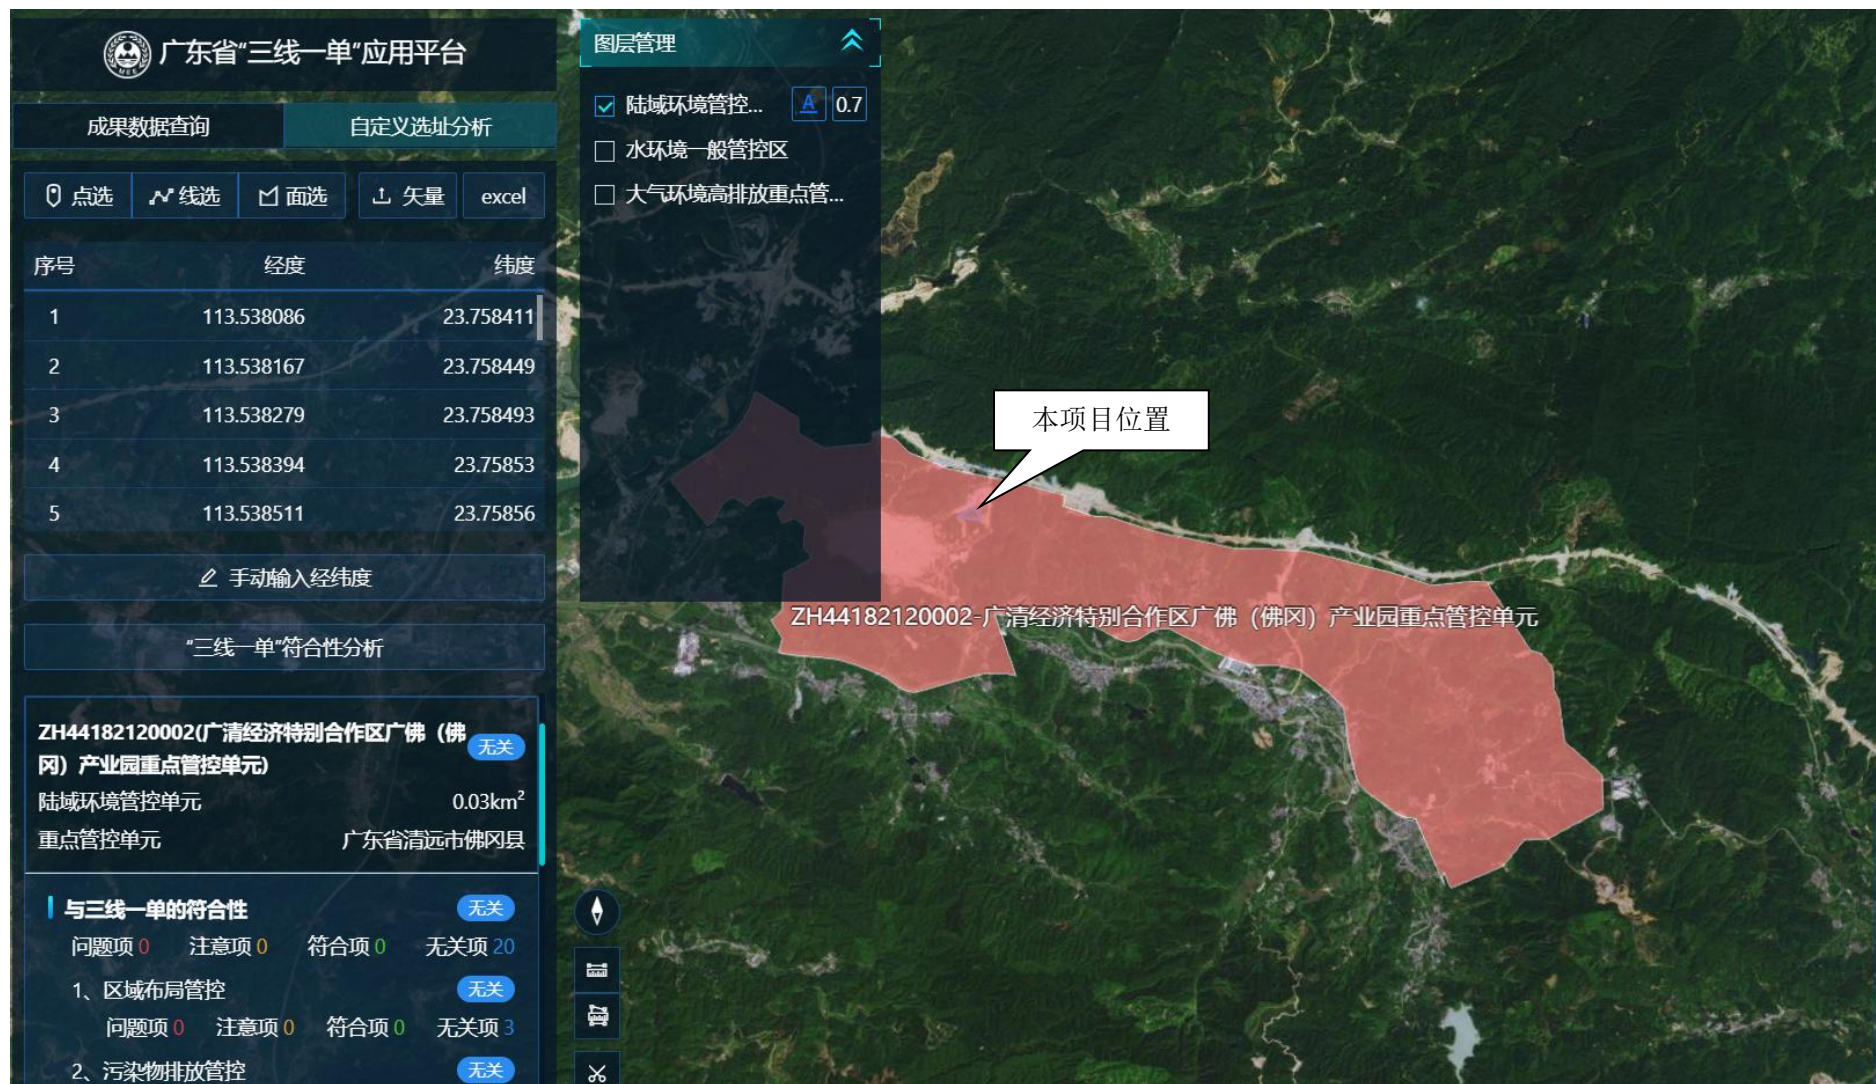 广东省“三线一单”应用平台
成果数据查询 自定义选址分析
点选 线选 面选 矢量 excel
序号 经度 纬度
1 113.538086 23.758411
2 113.538167 23.758449
3 113.538279 23.758493
4 113.538394 23.75853
5 113.538511 23.75856
手动输入经纬度
“三线一单”符合性分析
ZH44182120002(广清经济特别合作区广佛（佛
冈）产业园重点管控单元)
无关
陆域环境管控单元 0.03km²
重点管控单元 广东省清远市佛冈县
与三线一单的符合性 无关
问题项 0 注意项 0 符合项 0 无关项 20
1、区域布局管控 无关
问题项 0 注意项 0 符合项 0 无关项 3
2、污染物排放管控 无关
图层管理
陆域环境管控... A 0.7
水环境一般管控区
大气环境高排放重点管...
本项目位置
ZH44182120002-广清经济特别合作区广佛（佛冈）产业园重点管控单元